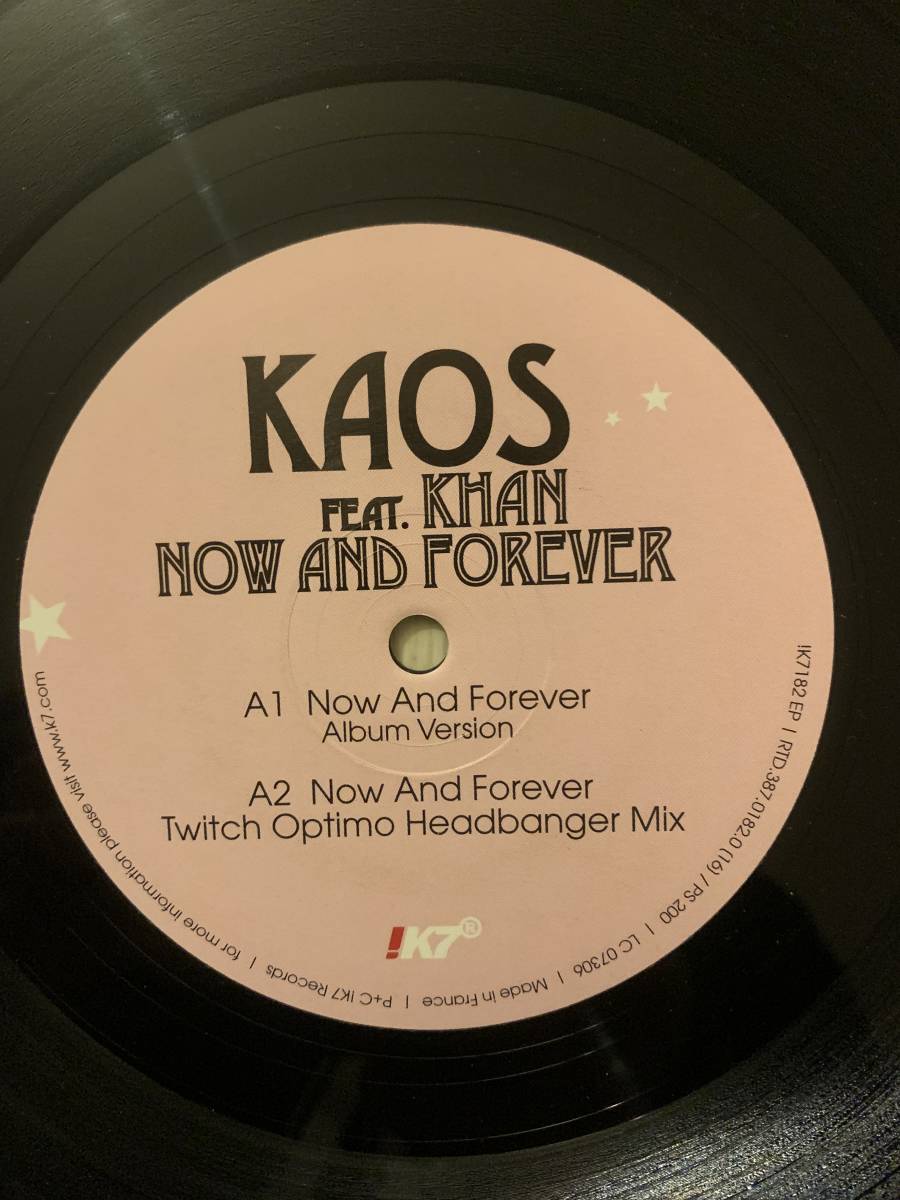 KAOS
FEAT. KHAN
NOW AND FOREVER
A1 Now And Forever
Album Version
A2 Now And Forever
Twitch Optimo Headbanger Mix
!K7®
!K7182 EP | RTD.387.0182.0 (16) / PS 200 | LC 07306 | Made in France | P+C !K7 Records | for more information please visit www.k7.com